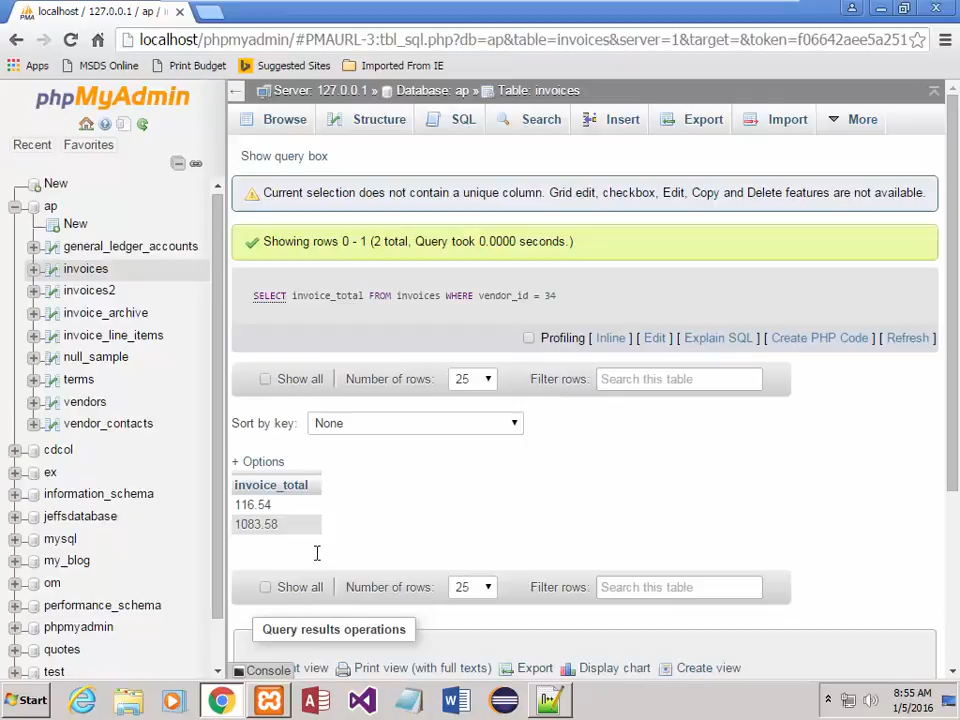 localhost / 127.0.0.1 / ap / i
localhost/phpmyadmin/#PMAURL-3:tbl_sql.php?db=ap&table=invoices&server=1&target=&token=f06642aee5a251
Apps MSDS Online Print Budget Suggested Sites Imported From IE
phpMyAdmin
Recent Favorites
New
ap
New
general_ledger_accounts
invoices
invoices2
invoice_archive
invoice_line_items
null_sample
terms
vendors
vendor_contacts
cdcol
ex
information_schema
jeffsdatabase
mysql
my_blog
om
performance_schema
phpmyadmin
quotes
test
Server: 127.0.0.1 » Database: ap » Table: invoices
Browse Structure SQL Search Insert Export Import More
Show query box
Current selection does not contain a unique column. Grid edit, checkbox, Edit, Copy and Delete features are not available.
Showing rows 0 - 1 (2 total, Query took 0.0000 seconds.)
SELECT invoice_total FROM invoices WHERE vendor_id = 34
Profiling [ Inline ] [ Edit ] [ Explain SQL ] [ Create PHP Code ] [ Refresh ]
Show all Number of rows: 25 Filter rows: Search this table
Sort by key: None
+ Options
invoice_total
116.54
1083.58
Show all Number of rows: 25 Filter rows: Search this table
Query results operations
view Print view (with full texts) Export Display chart Create view
Console
Start
8:55 AM
1/5/2016